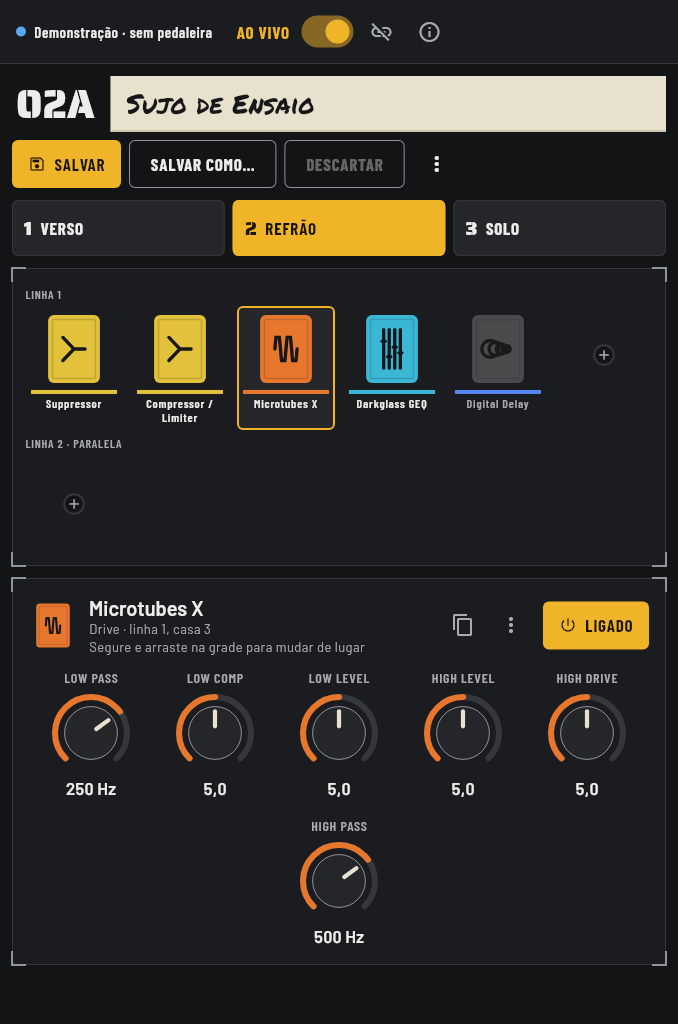 Demonstração · sem pedaleira AO VIVO
02A Sujo de Ensaio
SALVAR SALVAR COMO... DESCARTAR
1 VERSO 2 REFRÃO 3 SOLO
LINHA 1
Suppressor Compressor / Limiter Microtubes X Darkglass GEQ Digital Delay
LINHA 2 · PARALELA
Microtubes X
Drive · linha 1, casa 3
Segure e arraste na grade para mudar de lugar
LIGADO
LOW PASS LOW COMP LOW LEVEL HIGH LEVEL HIGH DRIVE
250 Hz 5,0 5,0 5,0 5,0
HIGH PASS
500 Hz